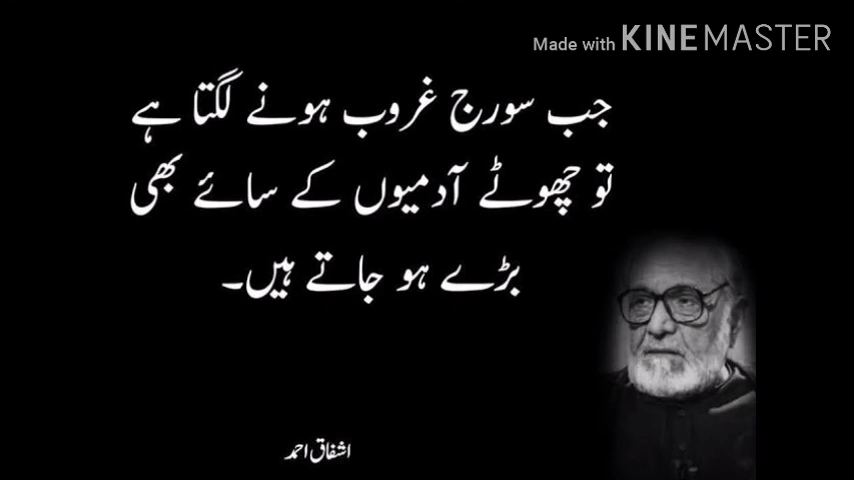 Made with KINEMASTER
جب سورج غروب ہونے لگتا ہے
تو چھوٹے آدمیوں کے سائے بھی
بڑے ہو جاتے ہیں۔
اشفاق احمد